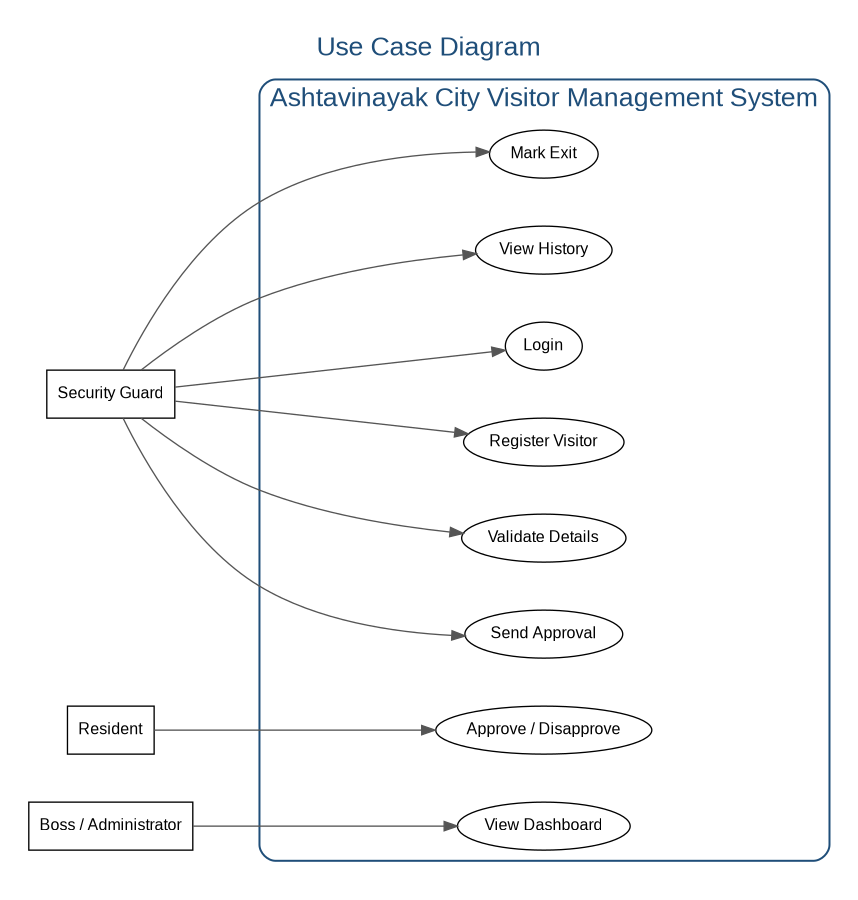 Use Case Diagram
Ashtavinayak City Visitor Management System
Mark Exit
View History
Login
Security Guard
Register Visitor
Validate Details
Send Approval
Resident
Approve / Disapprove
Boss / Administrator
View Dashboard